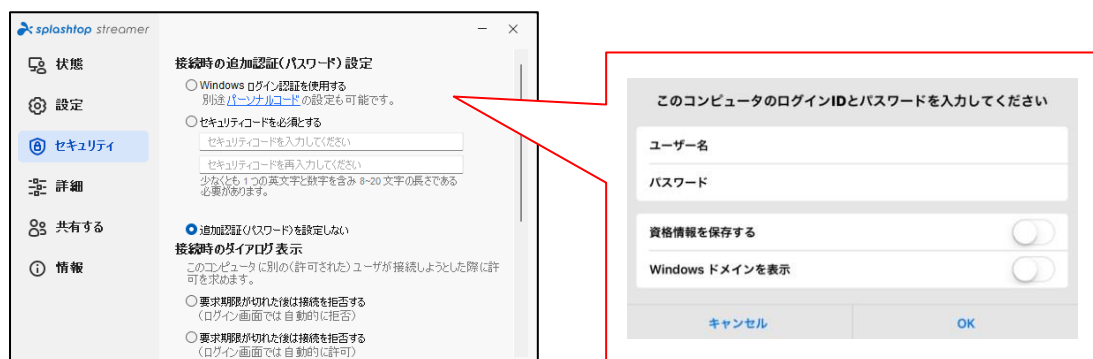 splashtop streamer
状態
設定
セキュリティ
詳細
共有する
情報
接続時の追加認証(パスワード) 設定
Windows ログイン認証を使用する
別途 パーソナルコード の設定も可能です。
セキュリティコードを必須とする
セキュリティコードを入力してください
セキュリティコードを再入力してください
少なくとも 1 つの英文字と数字を含み 8~20 文字の長さである
必要があります。
追加認証(パスワード)を設定しない
接続時のダイアログ表示
このコンピュータに別の(許可された)ユーザが接続しようとした際に許
可を求めます。
要求期限が切れた後は接続を拒否する
(ログイン画面では自動的に拒否)
要求期限が切れた後は接続を拒否する
(ログイン画面では自動的に許可)
このコンピュータのログインIDとパスワードを入力してください
ユーザー名
パスワード
資格情報を保存する
Windows ドメインを表示
キャンセル
OK